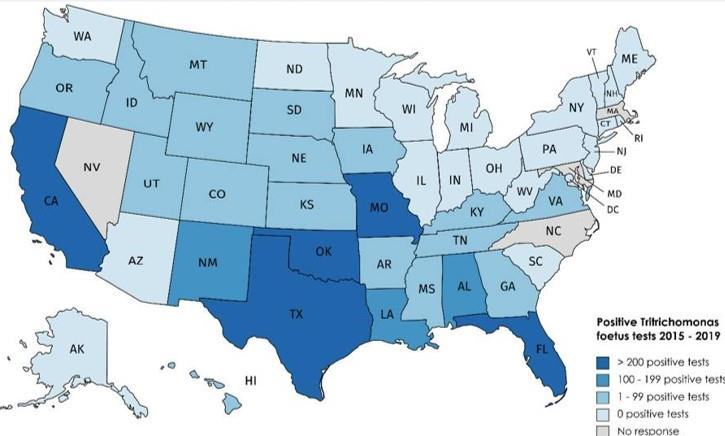 WA
MT
ND
MN
VT
ME
OR
ID
SD
WI
MI
NY
NH
MA
CT
RI
WY
NE
IA
PA
NJ
NV
UT
CO
IL
IN
OH
DE
MD
DC
CA
KS
MO
WV
VA
KY
AZ
NM
OK
AR
TN
NC
SC
TX
LA
MS
AL
GA
FL
AK
HI
Positive Tritrichomonas
foetus tests 2015 - 2019
> 200 positive tests
100 - 199 positive tests
1 - 99 positive tests
0 positive tests
No response